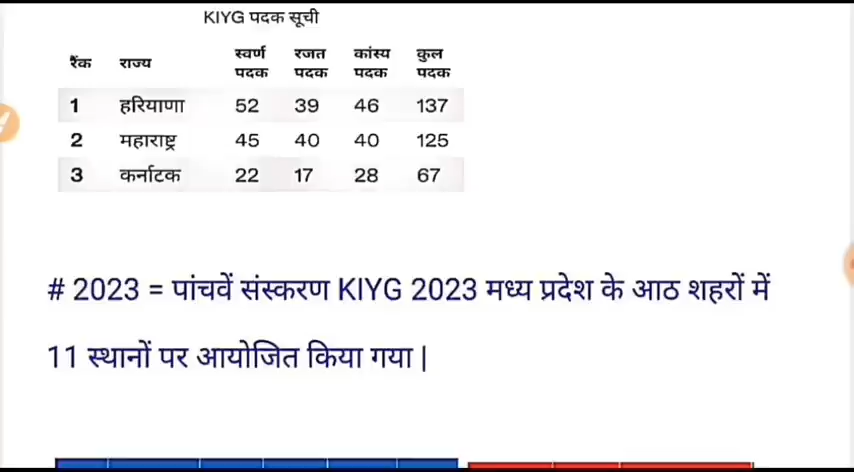 KIYG पदक सूची
रैंक राज्य स्वर्ण पदक रजत पदक कांस्य पदक कुल पदक
1 हरियाणा 52 39 46 137
2 महाराष्ट्र 45 40 40 125
3 कर्नाटक 22 17 28 67
# 2023 = पांचवें संस्करण KIYG 2023 मध्य प्रदेश के आठ शहरों में
11 स्थानों पर आयोजित किया गया |